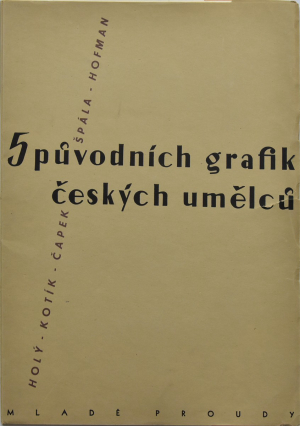 5 původních grafik
českých umělců
HOLÝ - KOTÍK - ČAPEK
ŠPÁLA - HOFMAN
MLADÉ PROUDY